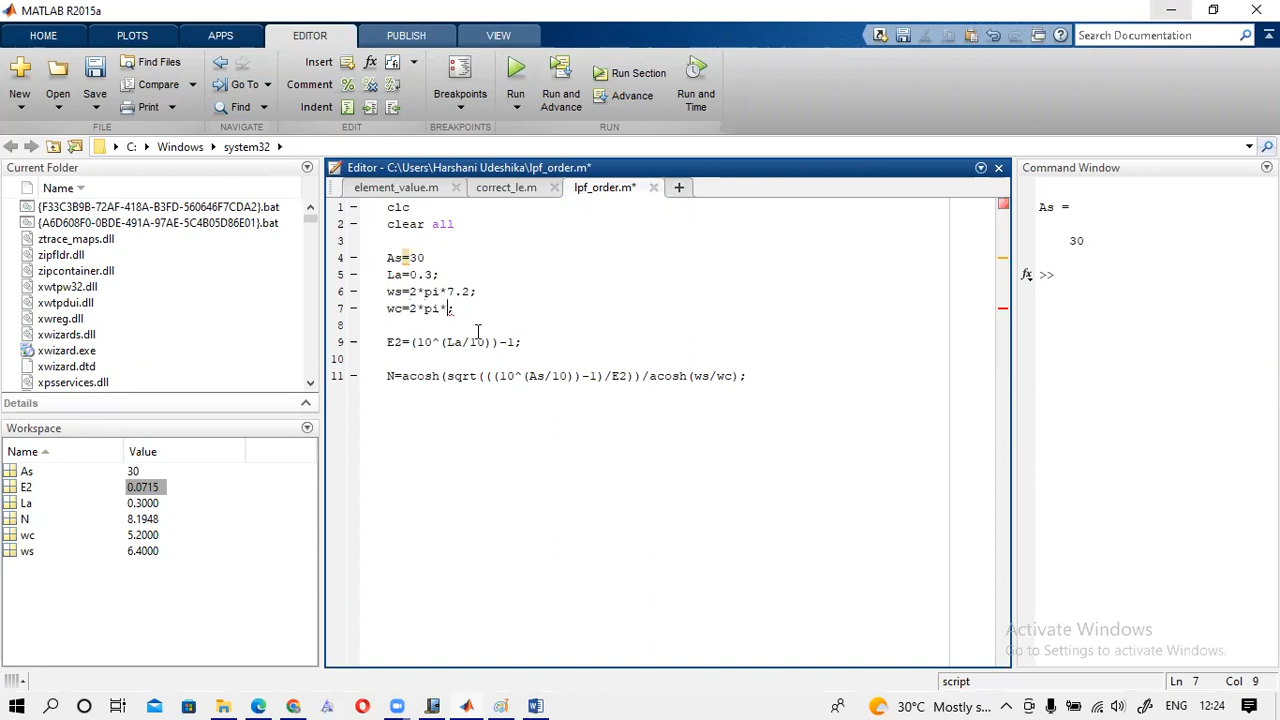 MATLAB R2015a
HOME PLOTS APPS EDITOR PUBLISH VIEW Search Documentation
New Open Save Find Files Compare Print
Go To Find
Insert fx Comment % Indent
Breakpoints
Run Run and Advance Run Section Advance Run and Time
FILE NAVIGATE EDIT BREAKPOINTS RUN
C: Windows system32
Current Folder
Name
{F33C3B9B-72AF-418A-B3FD-560646F7CDA2}.bat
{A6D608F0-0BDE-491A-97AE-5C4B05D86E01}.bat
ztrace_maps.dll
zipfldr.dll
zipcontainer.dll
xwtpw32.dll
xwtpdui.dll
xwreg.dll
xwizards.dll
xwizard.exe
xwizard.dtd
xpsservices.dll
Details
Workspace
Name Value
As 30
E2 0.0715
La 0.3000
N 8.1948
wc 5.2000
ws 6.4000
Editor - C:\Users\Harshani Udeshika\lpf_order.m*
element_value.m correct_le.m lpf_order.m*
1 clc
2 clear all
3
4 As=30
5 La=0.3;
6 ws=2*pi*7.2;
7 wc=2*pi*;
8
9 E2=(10^(La/10))-1;
10
11 N=acosh(sqrt(((10^(As/10))-1)/E2))/acosh(ws/wc);
Command Window
As =
30
fx >>
Activate Windows
Go to Settings to activate Windows.
script Ln 7 Col 9
30°C Mostly s... ENG 12:24